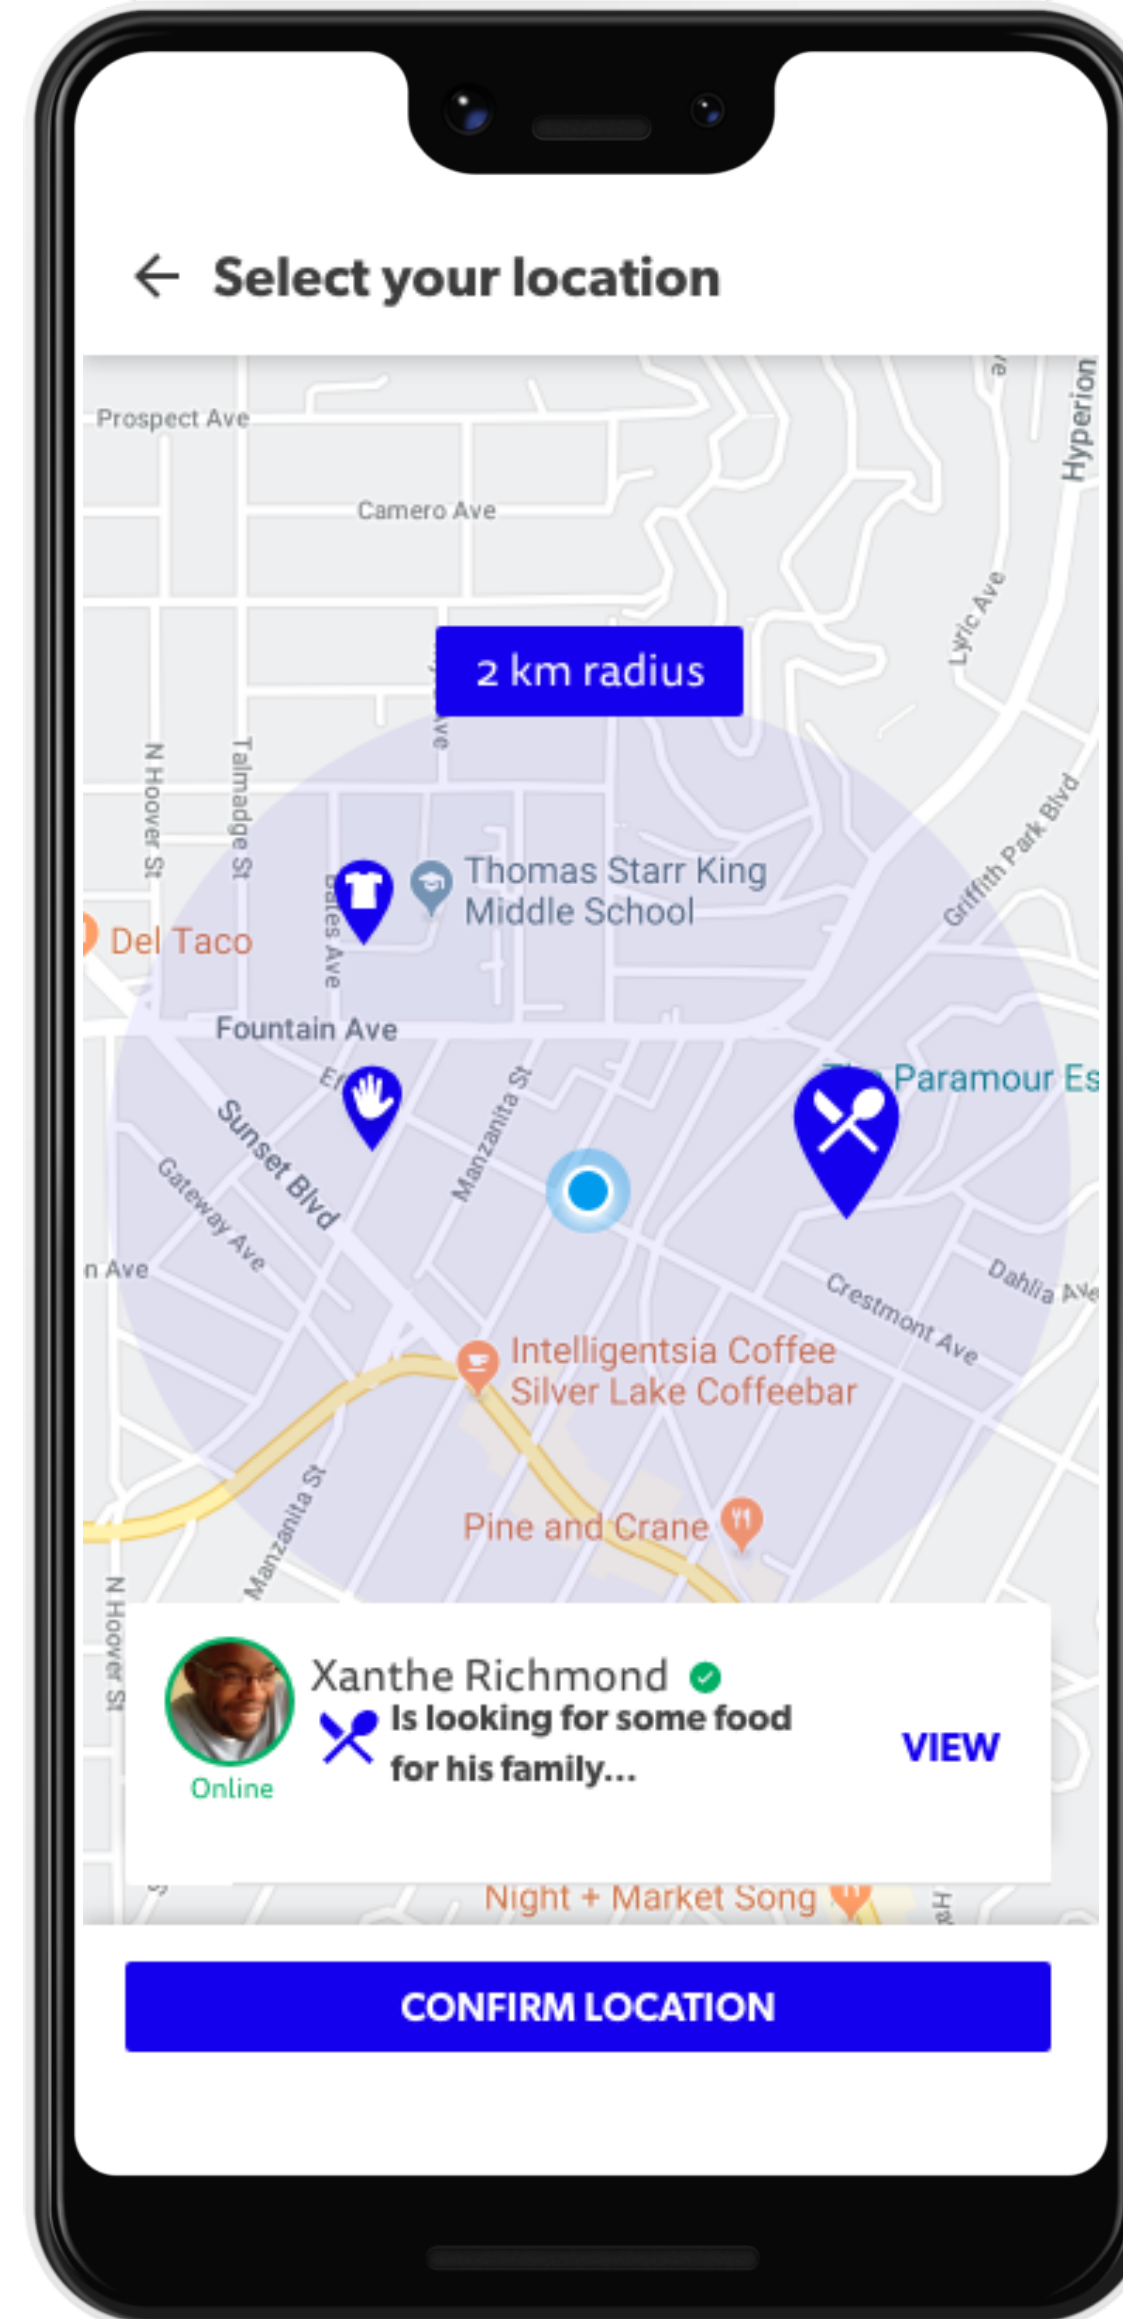 Select your location
Hyperion
Prospect Ave
Camero Ave
Lyric Ave
2 km radius
N Hoover St
Talmadge St
Griffith Park Blvd
Thomas Starr King
Middle School
Bates Ave
Del Taco
Fountain Ave
Manzanita St
Paramour Es
Sunset Blvd
Gateway Ave
n Ave
Dahlia Ave
Crestmont Ave
Intelligentsia Coffee
Silver Lake Coffeebar
Manzanita St
Pine and Crane
N Hoover St
Xanthe Richmond
Is looking for some food
for his family...
VIEW
Online
Night + Market Song
CONFIRM LOCATION